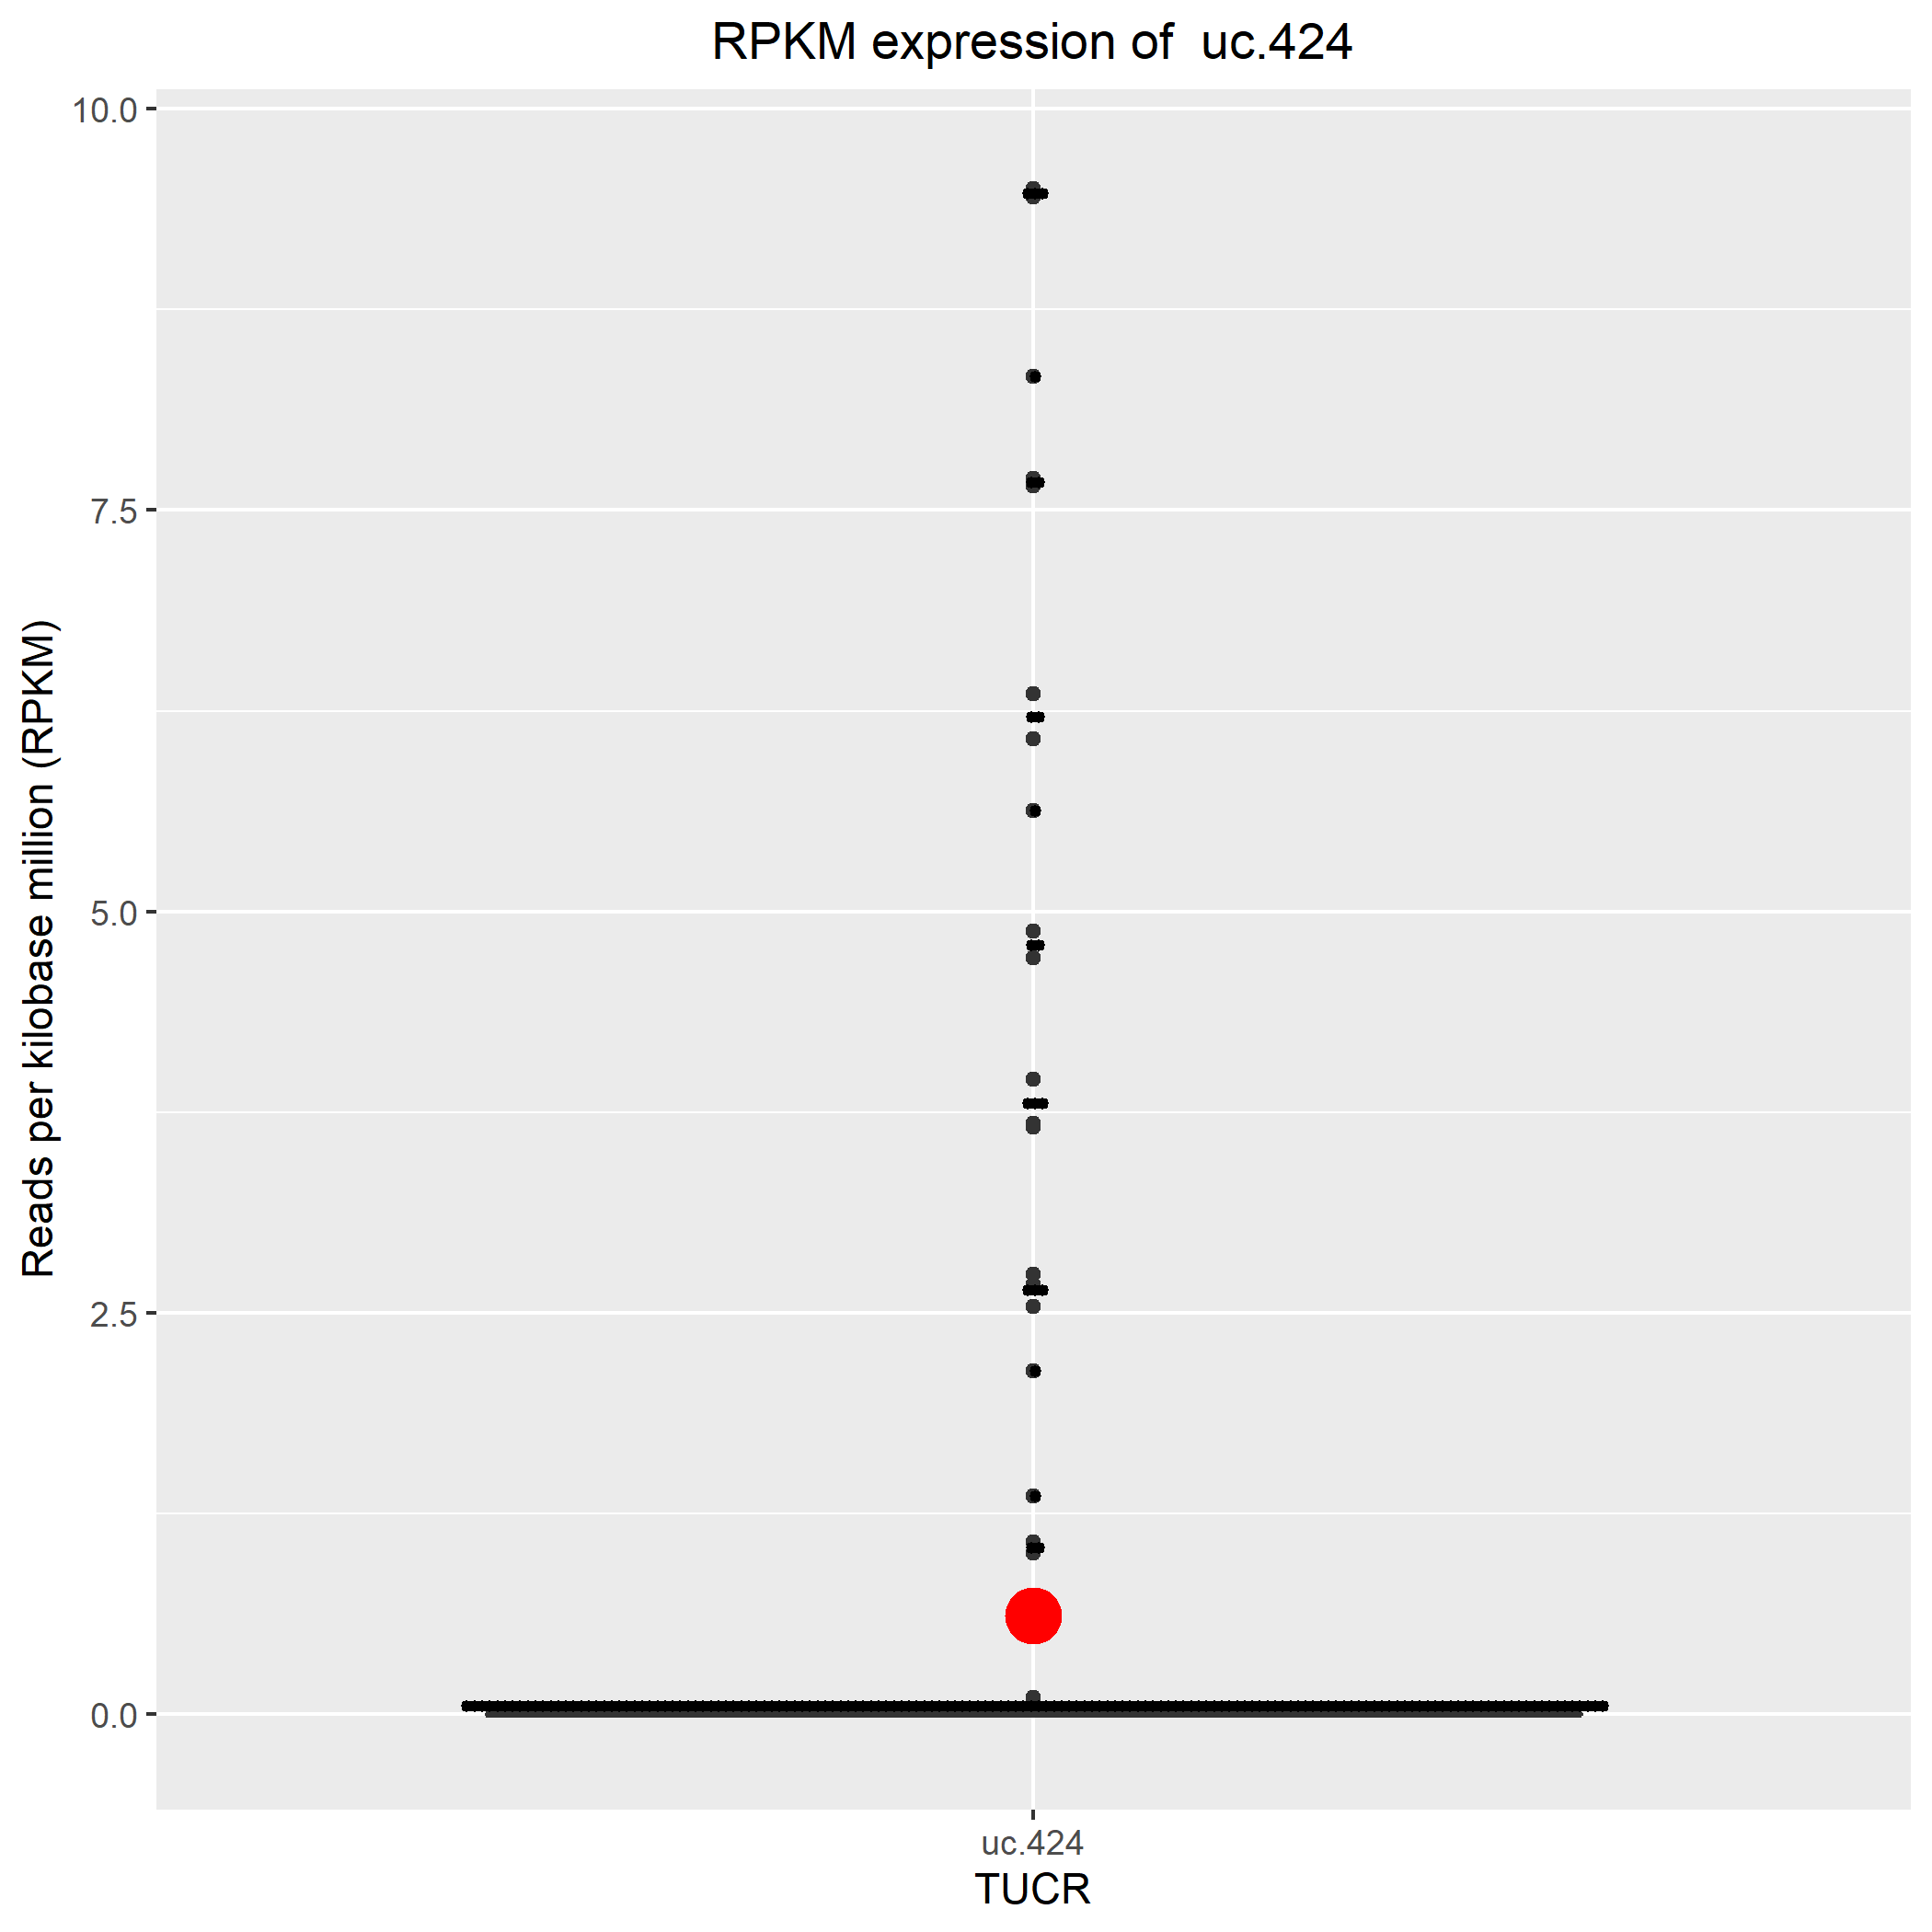 RPKM expression of  uc.424
Reads per kilobase million (RPKM)
10.0
7.5
5.0
2.5
0.0
uc.424
TUCR